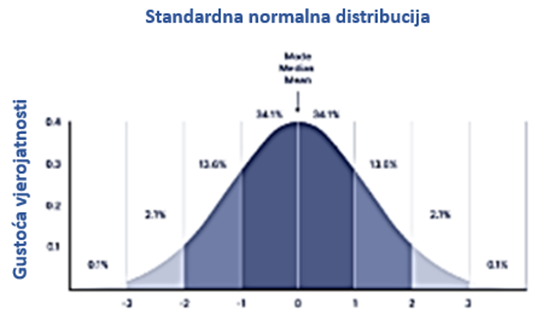 Standardna normalna distribucija
Mode
Median
Mean
34.1% 34.1%
0.4
13.6% 13.6%
0.3
2.1% 2.1%
0.2
0.1
0.1% 0.1%
-3 -2 -1 0 1 2 3
Gustoća vjerojatnosti